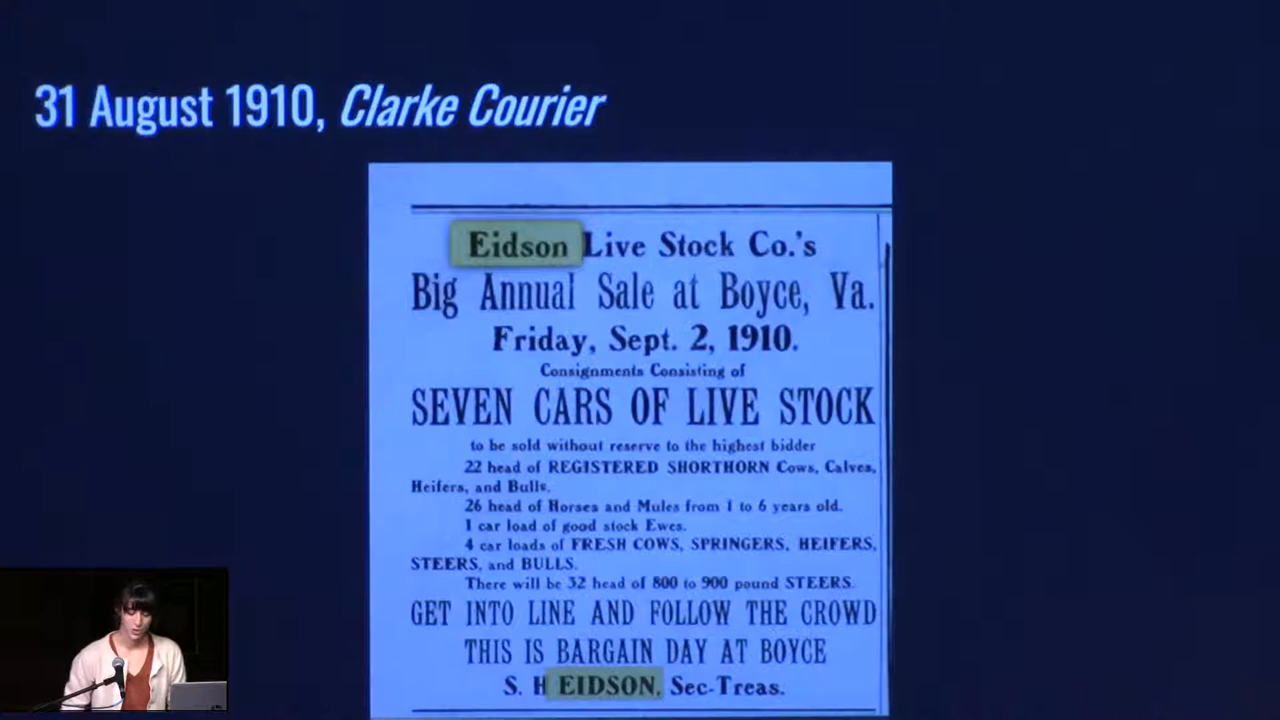 31 August 1910, Clarke Courier
Eidson Live Stock Co.'s
Big Annual Sale at Boyce, Va.
Friday, Sept. 2, 1910.
Consignments Consisting of
SEVEN CARS OF LIVE STOCK
to be sold without reserve to the highest bidder
22 head of REGISTERED SHORTHORN Cows, Calves,
Heifers, and Bulls.
26 head of Horses and Mules from 1 to 6 years old.
1 car load of good stock Ewes.
4 car loads of FRESH COWS, SPRINGERS, HEIFERS,
STEERS, and BULLS.
There will be 32 head of 800 to 900 pound STEERS.
GET INTO LINE AND FOLLOW THE CROWD
THIS IS BARGAIN DAY AT BOYCE
S. H EIDSON, Sec-Treas.